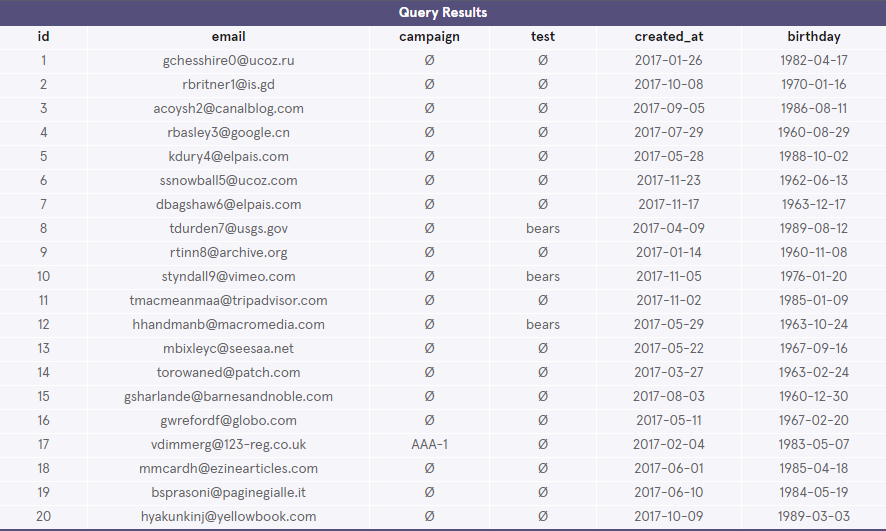 Query Results
id email campaign test created_at birthday
1 gchesshire0@ucoz.ru Ø Ø 2017-01-26 1982-04-17
2 rbritner1@is.gd Ø Ø 2017-10-08 1970-01-16
3 acoysh2@canalblog.com Ø Ø 2017-09-05 1986-08-11
4 rbasley3@google.cn Ø Ø 2017-07-29 1960-08-29
5 kdury4@elpais.com Ø Ø 2017-05-28 1988-10-02
6 ssnowball5@ucoz.com Ø Ø 2017-11-23 1962-06-13
7 dbagshaw6@elpais.com Ø Ø 2017-11-17 1963-12-17
8 tdurden7@usgs.gov Ø bears 2017-04-09 1989-08-12
9 rtinn8@archive.org Ø Ø 2017-01-14 1960-11-08
10 styndall9@vimeo.com Ø bears 2017-11-05 1976-01-20
11 tmacmeanmaa@tripadvisor.com Ø Ø 2017-11-02 1985-01-09
12 hhandmanb@macromedia.com Ø bears 2017-05-29 1963-10-24
13 mbixleyc@seesaa.net Ø Ø 2017-05-22 1967-09-16
14 torowaned@patch.com Ø Ø 2017-03-27 1963-02-24
15 gsharlande@barnesandnoble.com Ø Ø 2017-08-03 1960-12-30
16 gwrefordf@globo.com Ø Ø 2017-05-11 1967-02-20
17 vdimmerg@123-reg.co.uk AAA-1 Ø 2017-02-04 1983-05-07
18 mmcardh@ezinearticles.com Ø Ø 2017-06-01 1985-04-18
19 bsprasoni@paginegialle.it Ø Ø 2017-06-10 1984-05-19
20 hyakunkinj@yellowbook.com Ø Ø 2017-10-09 1989-03-03